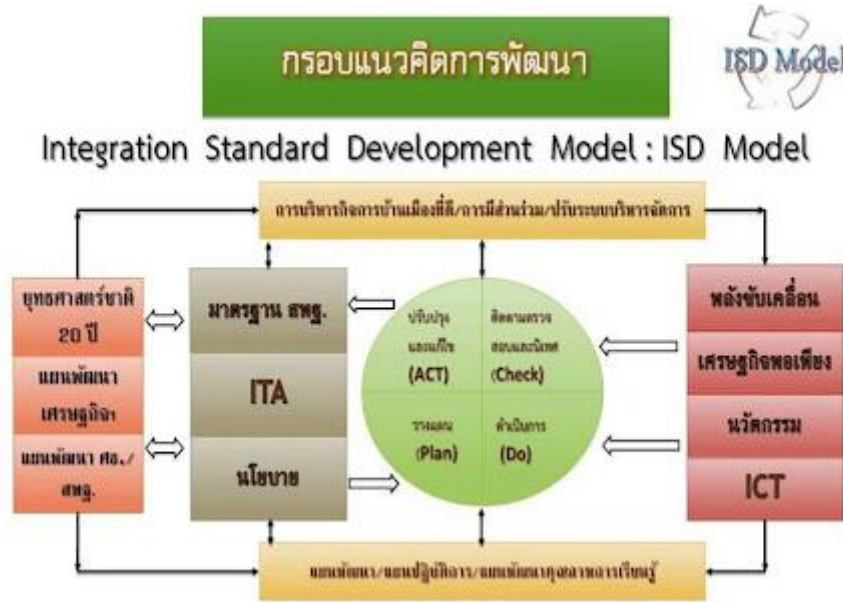 กรอบแนวคิดการพัฒนา
ISD Model
Integration Standard Development Model : ISD Model
การบริหารกิจการบ้านเมืองที่ดี/การมีส่วนร่วม/ปรับระบบบริหารจัดการ
ยุทธศาสตร์ชาติ
20 ปี
แผนพัฒนา
เศรษฐกิจฯ
แผนพัฒนา ศธ./
สพฐ.
มาตรฐาน สพฐ.
ITA
นโยบาย
ปรับปรุง
และแก้ไข
(ACT)
ติดตามตรวจ
สอบและนิเทศ
(Check)
วางแผน
(Plan)
ดำเนินการ
(Do)
พลังขับเคลื่อน
เศรษฐกิจพอเพียง
นวัตกรรม
ICT
แผนพัฒนา/แผนปฏิบัติการ/แผนพัฒนาคุณภาพการเรียนรู้